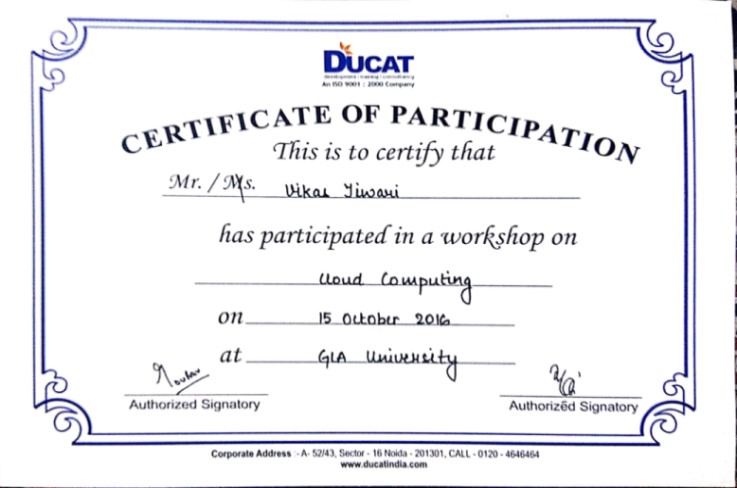 DUCAT
development | training | consultancy
An ISO 9001 : 2000 Company
CERTIFICATE OF PARTICIPATION
This is to certify that
Mr. / Ms. Vikas Tiwari
has participated in a workshop on
Cloud Computing
on 15 October 2016
at GLA University
Authorized Signatory Authorized Signatory
Corporate Address :- A- 52/43, Sector - 16 Noida - 201301, CALL - 0120 - 4646464
www.ducatindia.com